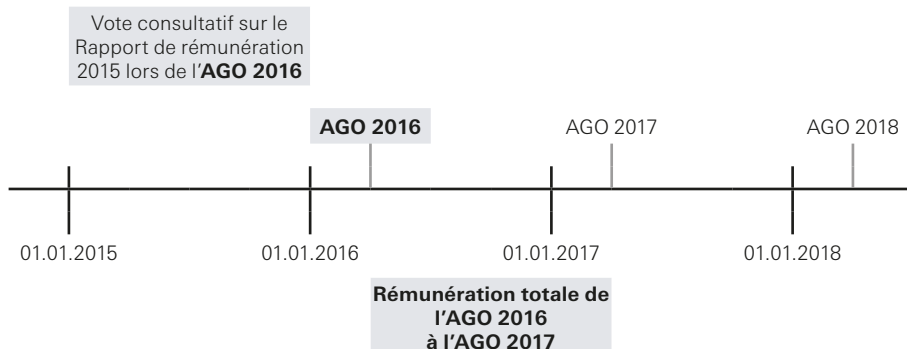 Vote consultatif sur le
Rapport de rémunération
2015 lors de l'AGO 2016
AGO 2016
AGO 2017
AGO 2018
01.01.2015
01.01.2016
01.01.2017
01.01.2018
Rémunération totale de
l'AGO 2016
à l'AGO 2017